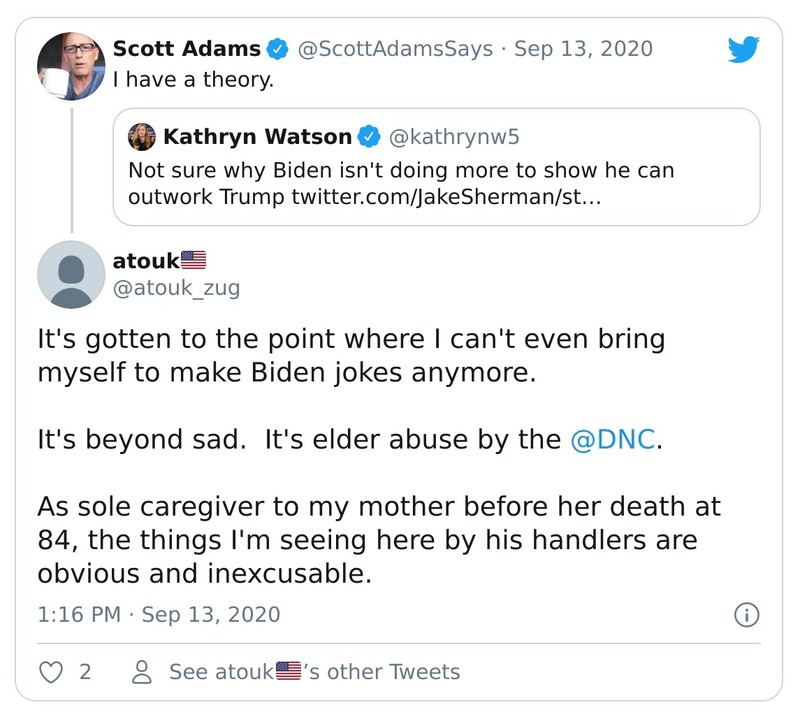 Scott Adams @ScottAdamsSays · Sep 13, 2020
I have a theory.
Kathryn Watson @kathrynw5
Not sure why Biden isn't doing more to show he can
outwork Trump twitter.com/JakeSherman/st...
atouk🇺🇸
@atouk_zug
It's gotten to the point where I can't even bring
myself to make Biden jokes anymore.
It's beyond sad.  It's elder abuse by the @DNC.
As sole caregiver to my mother before her death at
84, the things I'm seeing here by his handlers are
obvious and inexcusable.
1:16 PM · Sep 13, 2020
2 See atouk🇺🇸's other Tweets